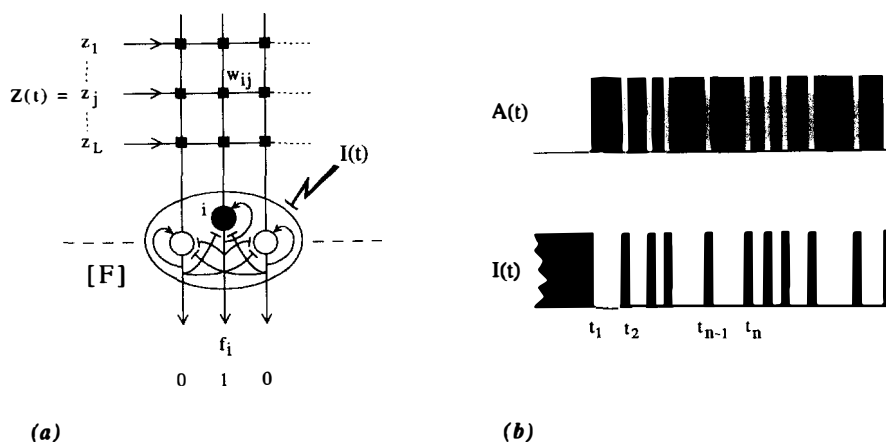 z1
Z(t) = zj
wij
zL
I(t)
i
[F]
fi
0 1 0
(a)
A(t)
I(t)
t1 t2 tn-1 tn
(b)